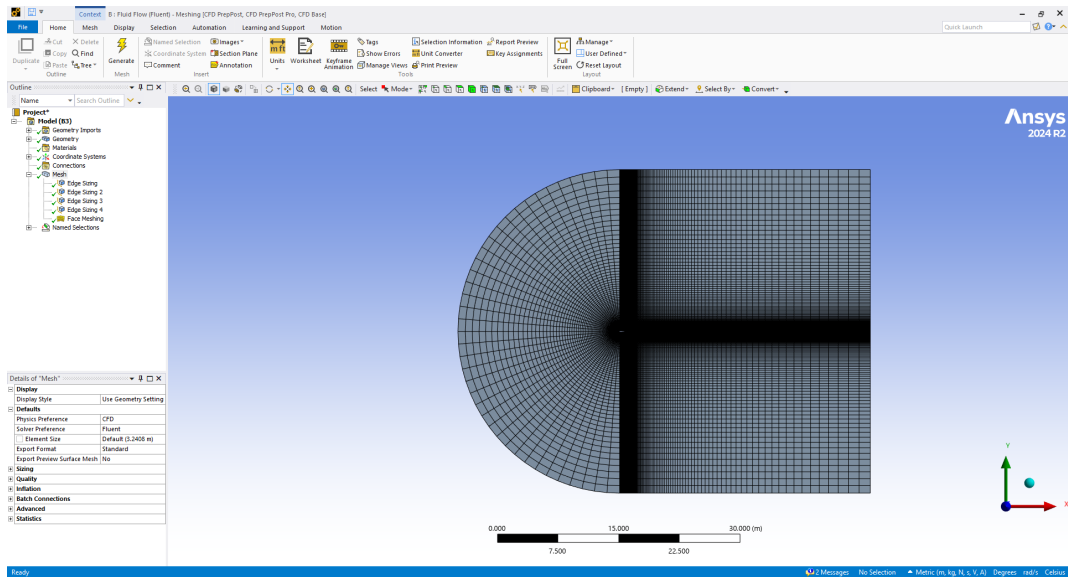 Context B : Fluid Flow (Fluent) - Meshing [CFD PrepPost, CFD PrepPost Pro, CFD Base]
File Home Mesh Display Selection Automation Learning and Support Motion Quick Launch
Duplicate
Cut
Copy
Paste
Delete
Find
Tree
Outline
Generate
Mesh
Named Selection
Coordinate System
Comment
Images
Section Plane
Annotation
Insert
Units
Worksheet
Keyframe
Animation
Tags
Show Errors
Manage Views
Selection Information
Unit Converter
Print Preview
Report Preview
Key Assignments
Tools
Full
Screen
Manage
User Defined
Reset Layout
Layout
Outline
Name Search Outline
Select Mode Clipboard [Empty] Extend Select By Convert
Project*
Model (B3)
Geometry Imports
Geometry
Materials
Coordinate Systems
Connections
Mesh
Edge Sizing
Edge Sizing 2
Edge Sizing 3
Edge Sizing 4
Face Meshing
Named Selections
Ansys
2024 R2
Details of "Mesh"
Display
Display Style Use Geometry Setting
Defaults
Physics Preference CFD
Solver Preference Fluent
Element Size Default (3.2408 m)
Export Format Standard
Export Preview Surface Mesh No
Sizing
Quality
Inflation
Batch Connections
Advanced
Statistics
0.000 15.000 30.000 (m)
7.500 22.500
Y
X
Ready 2 Messages No Selection Metric (m, kg, N, s, V, A) Degrees rad/s Celsius